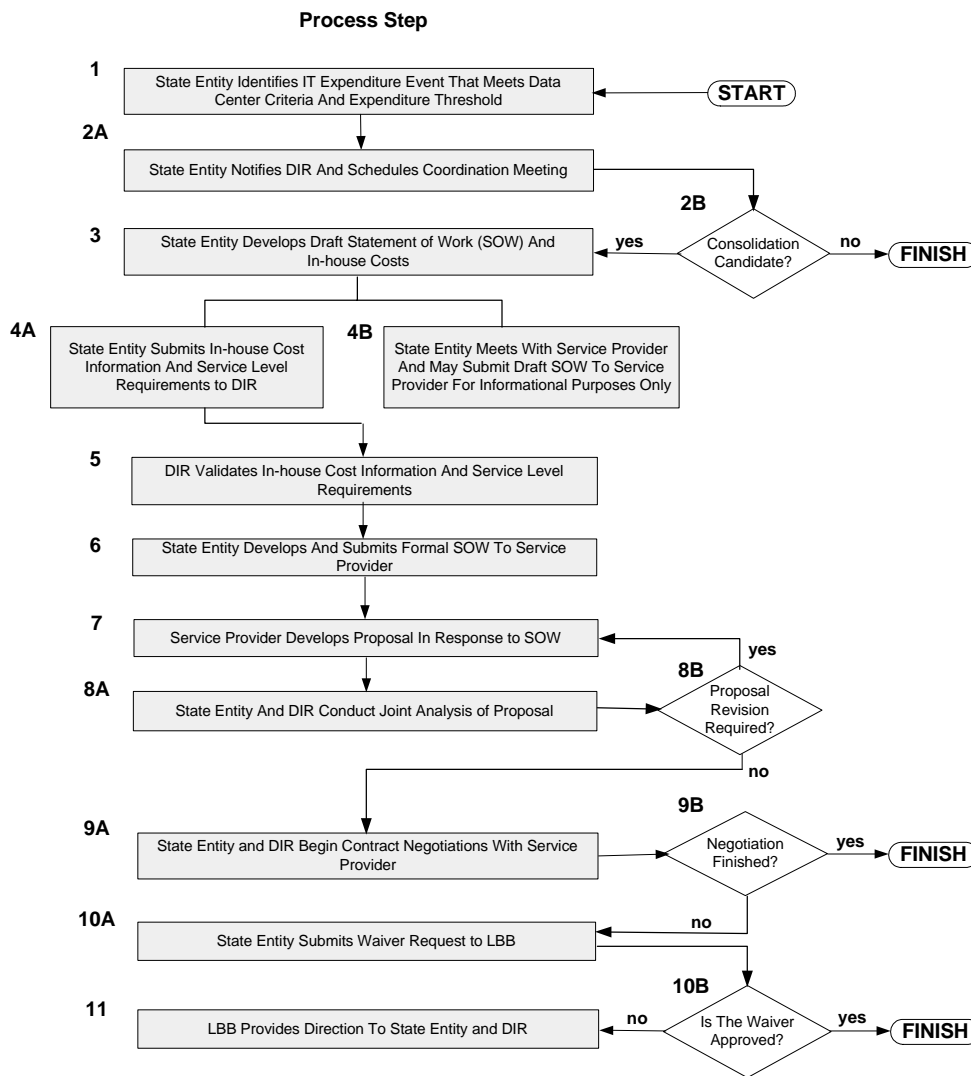 Process Step
1
State Entity Identifies IT Expenditure Event That Meets Data
Center Criteria And Expenditure Threshold
START
2A
State Entity Notifies DIR And Schedules Coordination Meeting
2B
Consolidation
Candidate?
yes
no
FINISH
3
State Entity Develops Draft Statement of Work (SOW) And
In-house Costs
4A
State Entity Submits In-house Cost
Information And Service Level
Requirements to DIR
4B
State Entity Meets With Service Provider
And May Submit Draft SOW To Service
Provider For Informational Purposes Only
5
DIR Validates In-house Cost Information And Service Level
Requirements
6
State Entity Develops And Submits Formal SOW To Service
Provider
7
Service Provider Develops Proposal In Response to SOW
yes
8A
State Entity And DIR Conduct Joint Analysis of Proposal
8B
Proposal
Revision
Required?
no
9A
State Entity and DIR Begin Contract Negotiations With Service
Provider
9B
Negotiation
Finished?
yes
FINISH
no
10A
State Entity Submits Waiver Request to LBB
10B
Is The Waiver
Approved?
yes
FINISH
no
11
LBB Provides Direction To State Entity and DIR